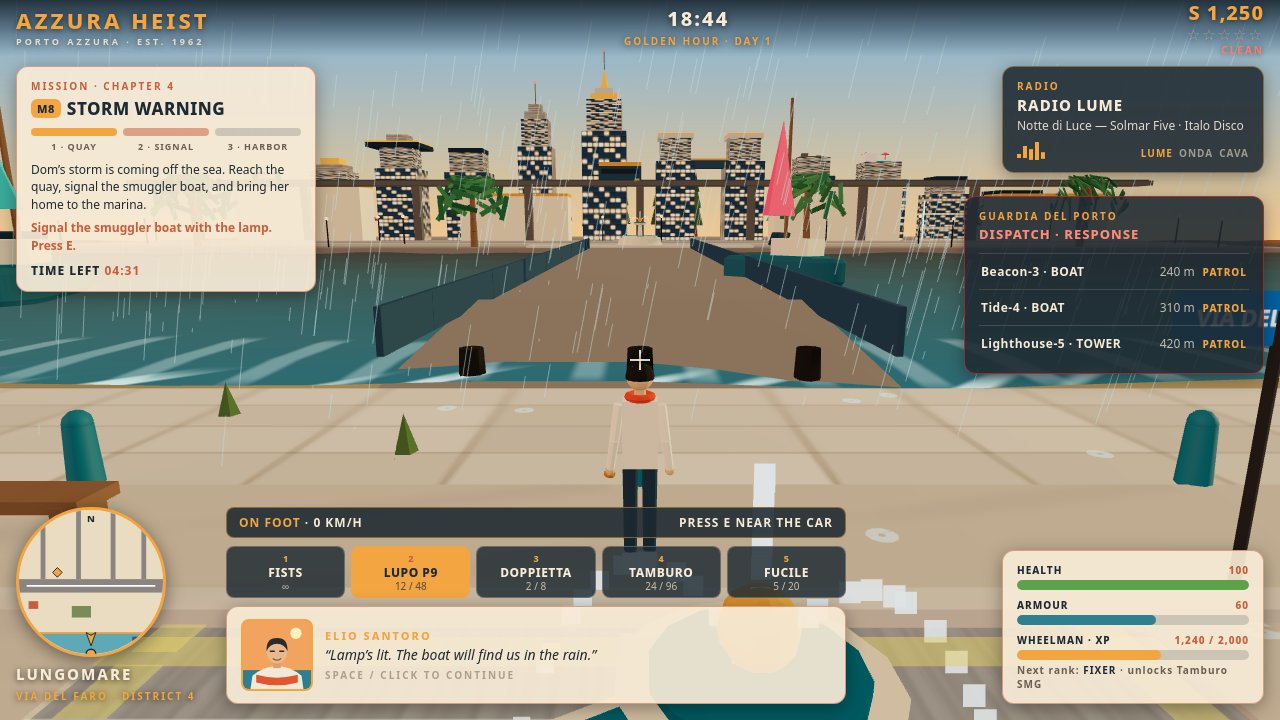 AZZURA HEIST
PORTO AZZURA · EST. 1962
18:44
GOLDEN HOUR · DAY 1
S 1,250
☆☆☆☆☆
CLEAN
MISSION · CHAPTER 4
M8 STORM WARNING
1 · QUAY 2 · SIGNAL 3 · HARBOR
Don's storm is coming off the sea. Reach the
quay, signal the smuggler boat, and bring her
home to the marina.
Signal the smuggler boat with the lamp.
Press E.
TIME LEFT 04:31
RADIO
RADIO LUME
Notte di Luce — Solmar Five · Italo Disco
LUME ONDA CAVA
GUARDIA DEL PORTO
DISPATCH · RESPONSE
Beacon-3 · BOAT 240 m PATROL
Tide-4 · BOAT 310 m PATROL
Lighthouse-5 · TOWER 420 m PATROL
VIA DEL
N
LUNGOMARE
VIA DEL FARO · DISTRICT 4
ON FOOT · 0 KM/H PRESS E NEAR THE CAR
1
FISTS
∞
2
LUPO P9
12 / 48
3
DOPPIETTA
2 / 8
4
TAMBURO
24 / 96
5
FUCILE
5 / 20
ELIO SANTORO
“Lamp’s lit. The boat will find us in the rain.”
SPACE / CLICK TO CONTINUE
HEALTH 100
ARMOUR 60
WHEELMAN · XP 1,240 / 2,000
Next rank: FIXER · unlocks Tamburo
SMG